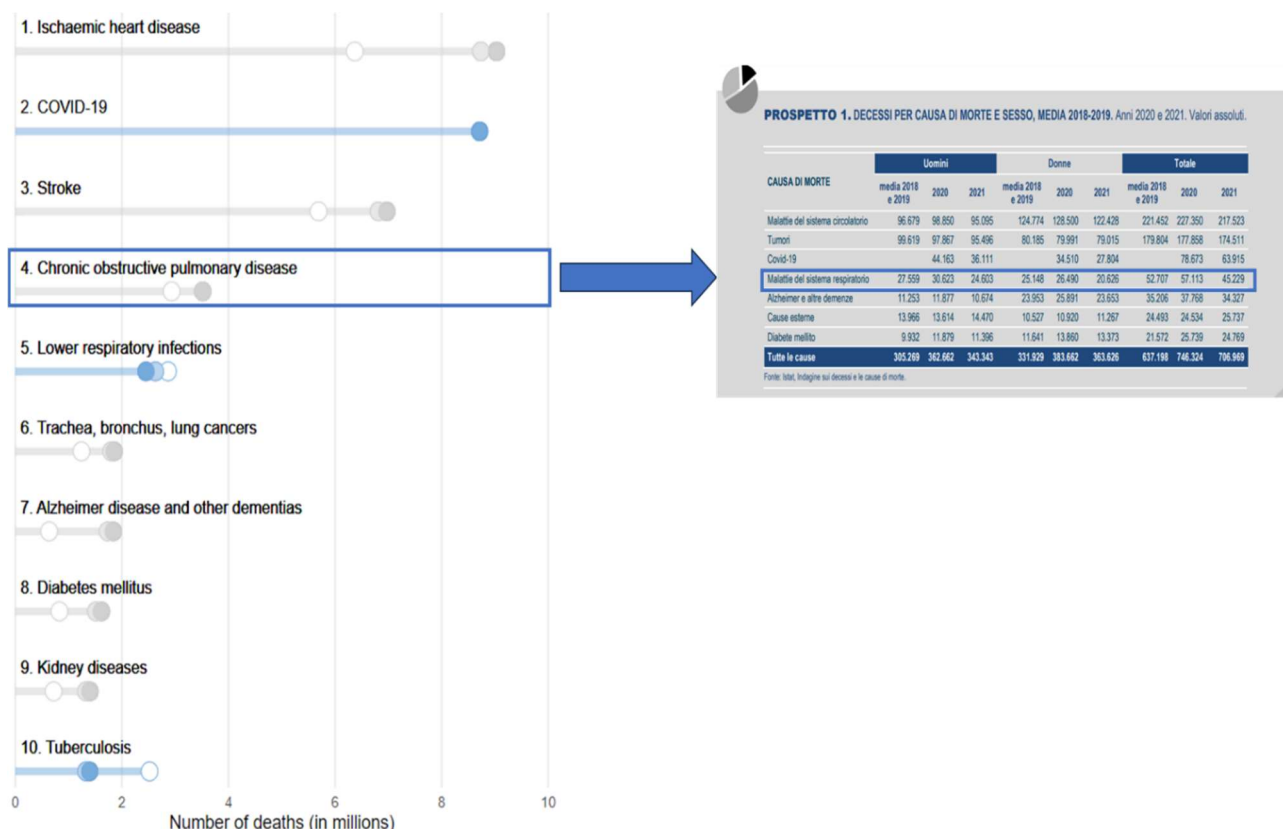 1. Ischaemic heart disease
2. COVID-19
3. Stroke
4. Chronic obstructive pulmonary disease
5. Lower respiratory infections
6. Trachea, bronchus, lung cancers
7. Alzheimer disease and other dementias
8. Diabetes mellitus
9. Kidney diseases
10. Tuberculosis
0 2 4 6 8 10
Number of deaths (in millions)
PROSPETTO 1. DECESSI PER CAUSA DI MORTE E SESSO, MEDIA 2018-2019. Anni 2020 e 2021. Valori assoluti.
Uomini Donne Totale
CAUSA DI MORTE media 2018 e 2019 2020 2021 media 2018 e 2019 2020 2021 media 2018 e 2019 2020 2021
Malattie del sistema circolatorio 96.679 98.850 95.095 124.774 128.500 122.428 221.452 227.350 217.523
Tumori 99.619 97.867 95.496 80.185 79.991 79.015 179.804 177.858 174.511
Covid-19 44.163 36.111 34.510 27.804 78.673 63.915
Malattie del sistema respiratorio 27.559 30.623 24.603 25.148 26.490 20.626 52.707 57.113 45.229
Alzheimer e altre demenze 11.253 11.877 10.674 23.953 25.891 23.653 35.206 37.768 34.327
Cause esterne 13.966 13.614 14.470 10.527 10.920 11.267 24.493 24.534 25.737
Diabete mellito 9.932 11.879 11.396 11.641 13.860 13.373 21.572 25.739 24.769
Tutte le cause 305.269 362.662 343.343 331.929 383.662 363.626 637.198 746.324 706.969
Fonte: Istat, Indagine sui decessi e le cause di morte.